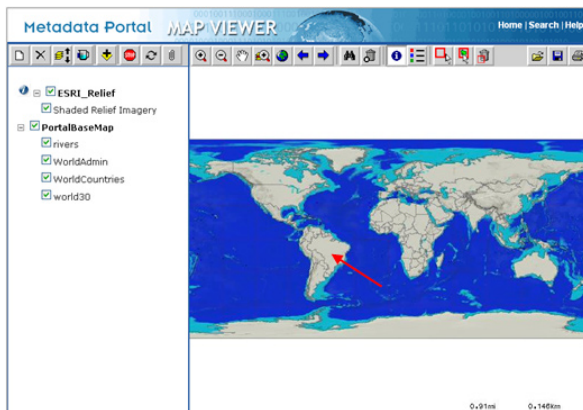 Metadata Portal MAP VIEWER
Home | Search | Help
ESRI_Relief
Shaded Relief Imagery
PortalBaseMap
rivers
WorldAdmin
WorldCountries
world30
0.91mi 0.146km